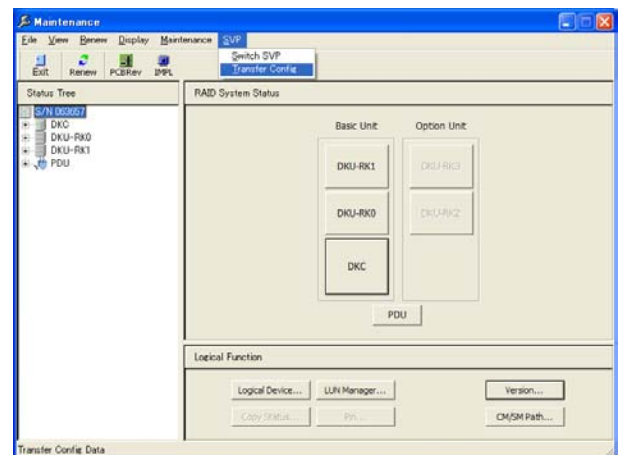 Maintenance
File View Renew Display Maintenance SVP
Switch SVP
Transfer Config
Exit Renew PCBRev IMPL
Status Tree
RAID System Status
S/N 063657
DKC
DKU-RK0
DKU-RK1
PDU
Basic Unit Option Unit
DKU-RK1 DKU-RK3
DKU-RK0 DKU-RK2
DKC
PDU
Logical Function
Logical Device... LUN Manager... Version...
Copy Status... Pin... CM/SM Path...
Transfer Config Data